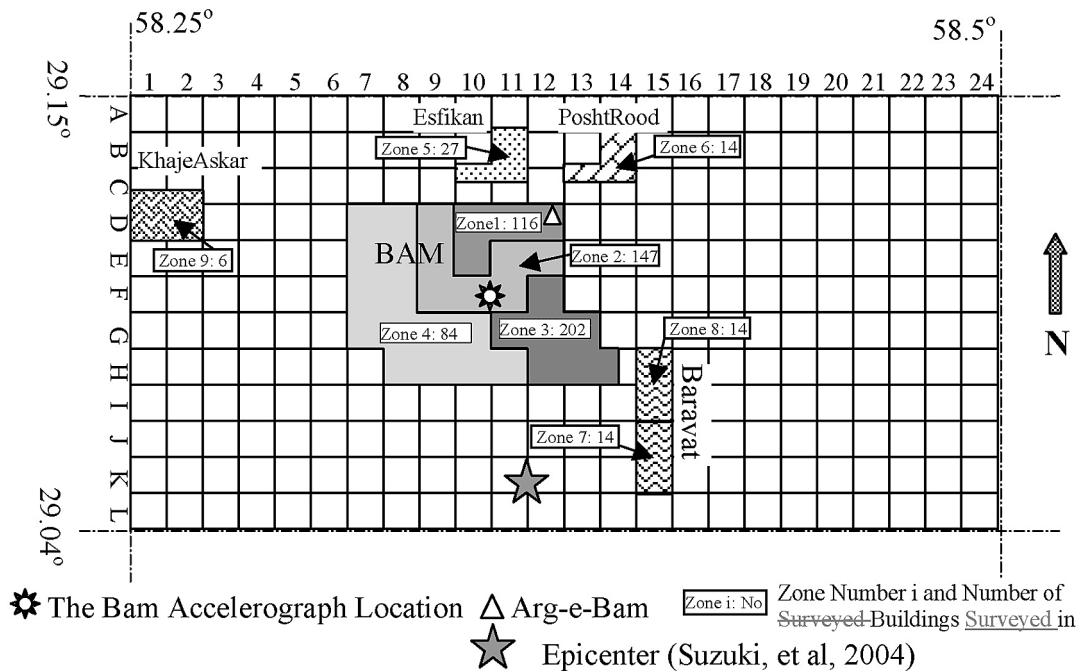 58.25°
58.5°
1 2 3 4 5 6 7 8 9 10 11 12 13 14 15 16 17 18 19 20 21 22 23 24
29.15°
A
B
C
D
E
F
G
H
I
J
K
L
29.04°
Esfikan
PoshtRood
Zone 5: 27
Zone 6: 14
KhajeAskar
Zone1: 116
BAM
Zone 2: 147
Zone 9: 6
Zone 4: 84
Zone 3: 202
Zone 8: 14
N
Baravat
Zone 7: 14
The Bam Accelerograph Location
Arg-e-Bam
Zone i: No
Zone Number i and Number of
Surveyed Buildings Surveyed in
Epicenter (Suzuki, et al, 2004)